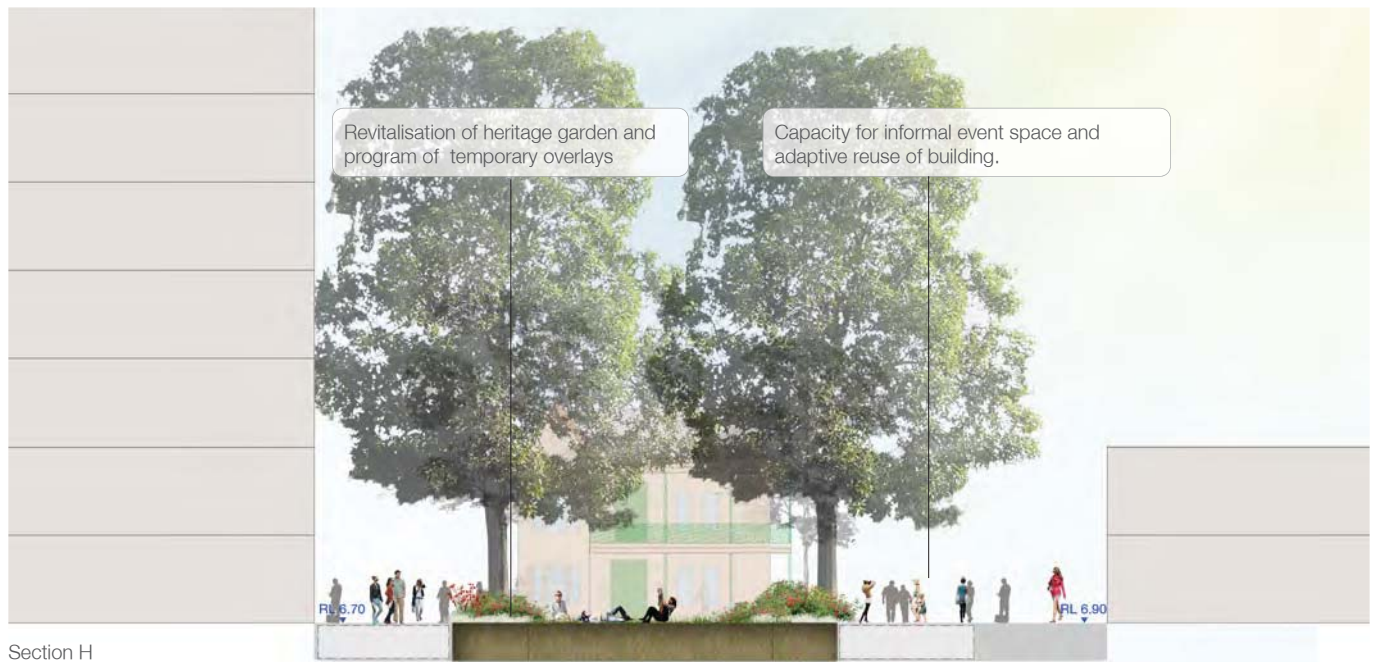 Revitalisation of heritage garden and
program of temporary overlays
Capacity for informal event space and
adaptive reuse of building.
RL 6.70
RL 6.90
Section H